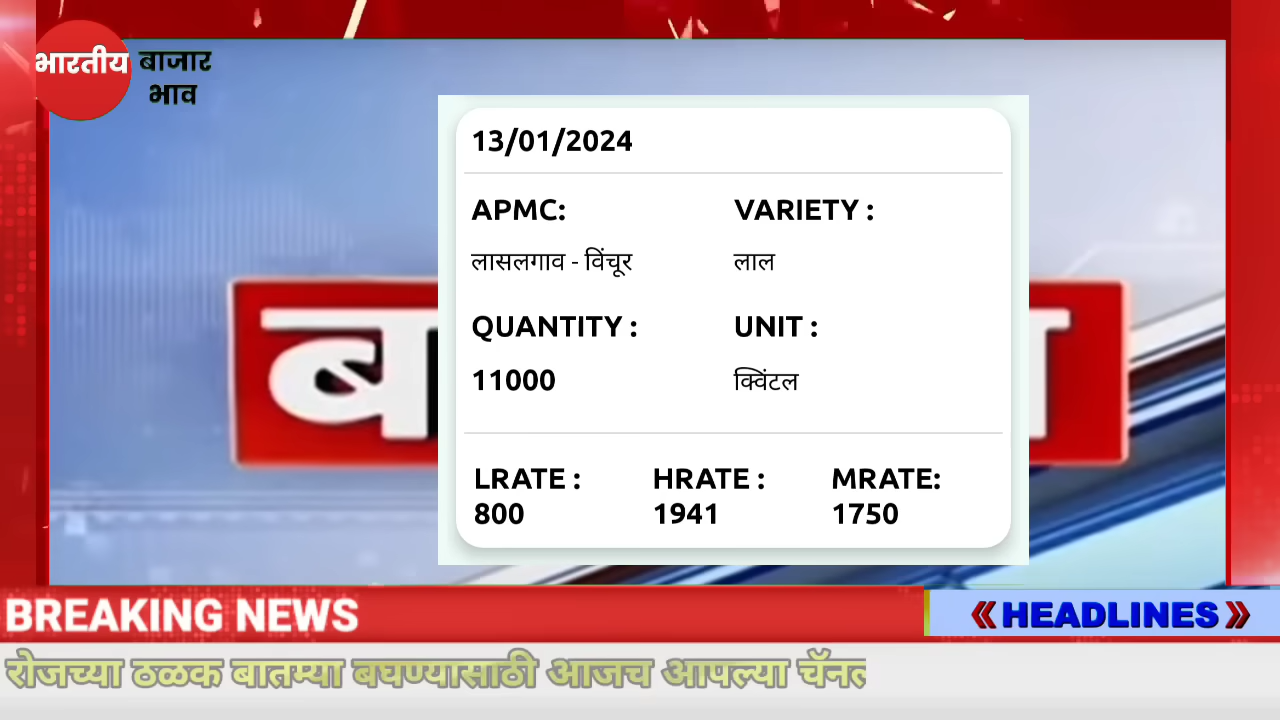 भारतीय बाजार
भाव
13/01/2024
APMC: VARIETY :
लासलगाव - विंचूर लाल
QUANTITY : UNIT :
11000 क्विंटल
LRATE : HRATE : MRATE:
800 1941 1750
BREAKING NEWS
《 HEADLINES 》
रोजच्या ठळक बातम्या बघण्यासाठी आजच आपल्या